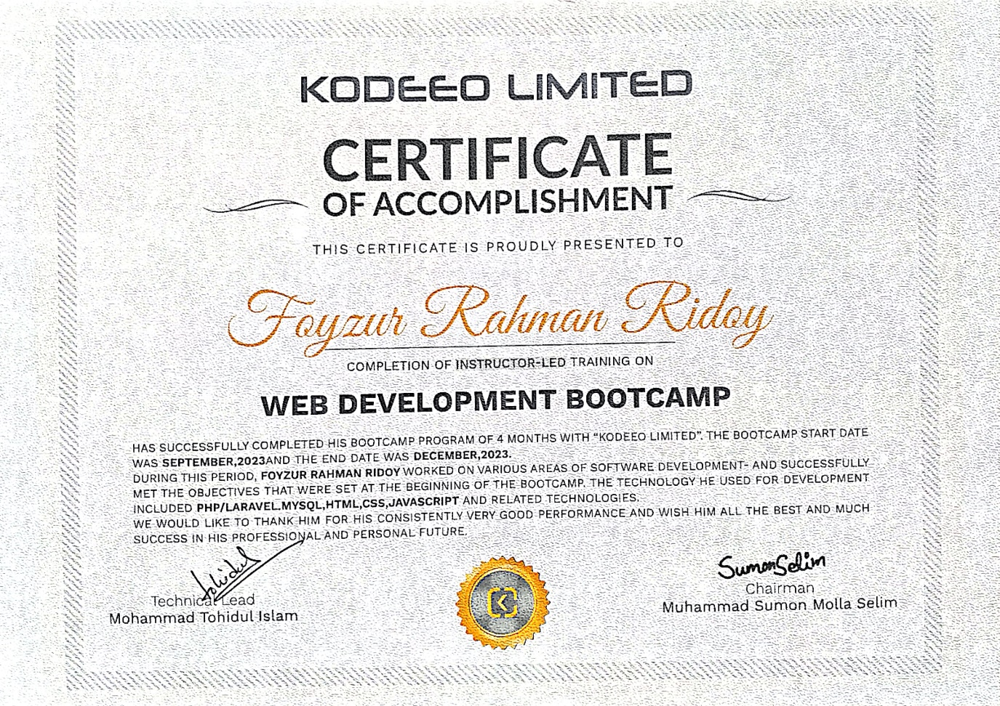 KODEEO LIMITED
CERTIFICATE
OF ACCOMPLISHMENT
THIS CERTIFICATE IS PROUDLY PRESENTED TO
Foyzur Rahman Ridoy
COMPLETION OF INSTRUCTOR-LED TRAINING ON
WEB DEVELOPMENT BOOTCAMP
HAS SUCCESSFULLY COMPLETED HIS BOOTCAMP PROGRAM OF 4 MONTHS WITH “KODEEO LIMITED”. THE BOOTCAMP START DATE
WAS SEPTEMBER,2023AND THE END DATE WAS DECEMBER,2023.
DURING THIS PERIOD, FOYZUR RAHMAN RIDOY WORKED ON VARIOUS AREAS OF SOFTWARE DEVELOPMENT- AND SUCCESSFULLY
MET THE OBJECTIVES THAT WERE SET AT THE BEGINNING OF THE BOOTCAMP. THE TECHNOLOGY HE USED FOR DEVELOPMENT
INCLUDED PHP/LARAVEL.MYSQL,HTML,CSS,JAVASCRIPT AND RELATED TECHNOLOGIES.
WE WOULD LIKE TO THANK HIM FOR HIS CONSISTENTLY VERY GOOD PERFORMANCE AND WISH HIM ALL THE BEST AND MUCH
SUCCESS IN HIS PROFESSIONAL AND PERSONAL FUTURE.
Tohidul
Technical Lead
Mohammad Tohidul Islam
SumonSelim
Chairman
Muhammad Sumon Molla Selim